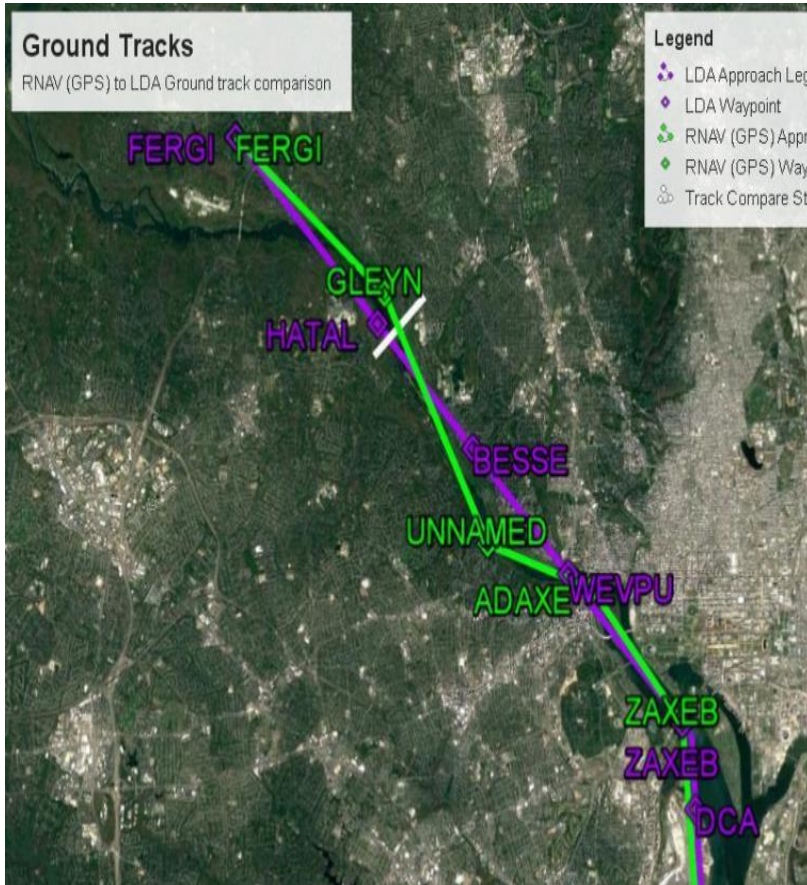 Ground Tracks
RNAV (GPS) to LDA Ground track comparison
Legend
LDA Approach Leg
LDA Waypoint
RNAV (GPS) Appr
RNAV (GPS) Way
Track Compare St
FERGI
FERGI
GLEYN
HATAL
BESSE
UNNAMED
ADAXE
WEVPU
ZAXEB
ZAXEB
DCA